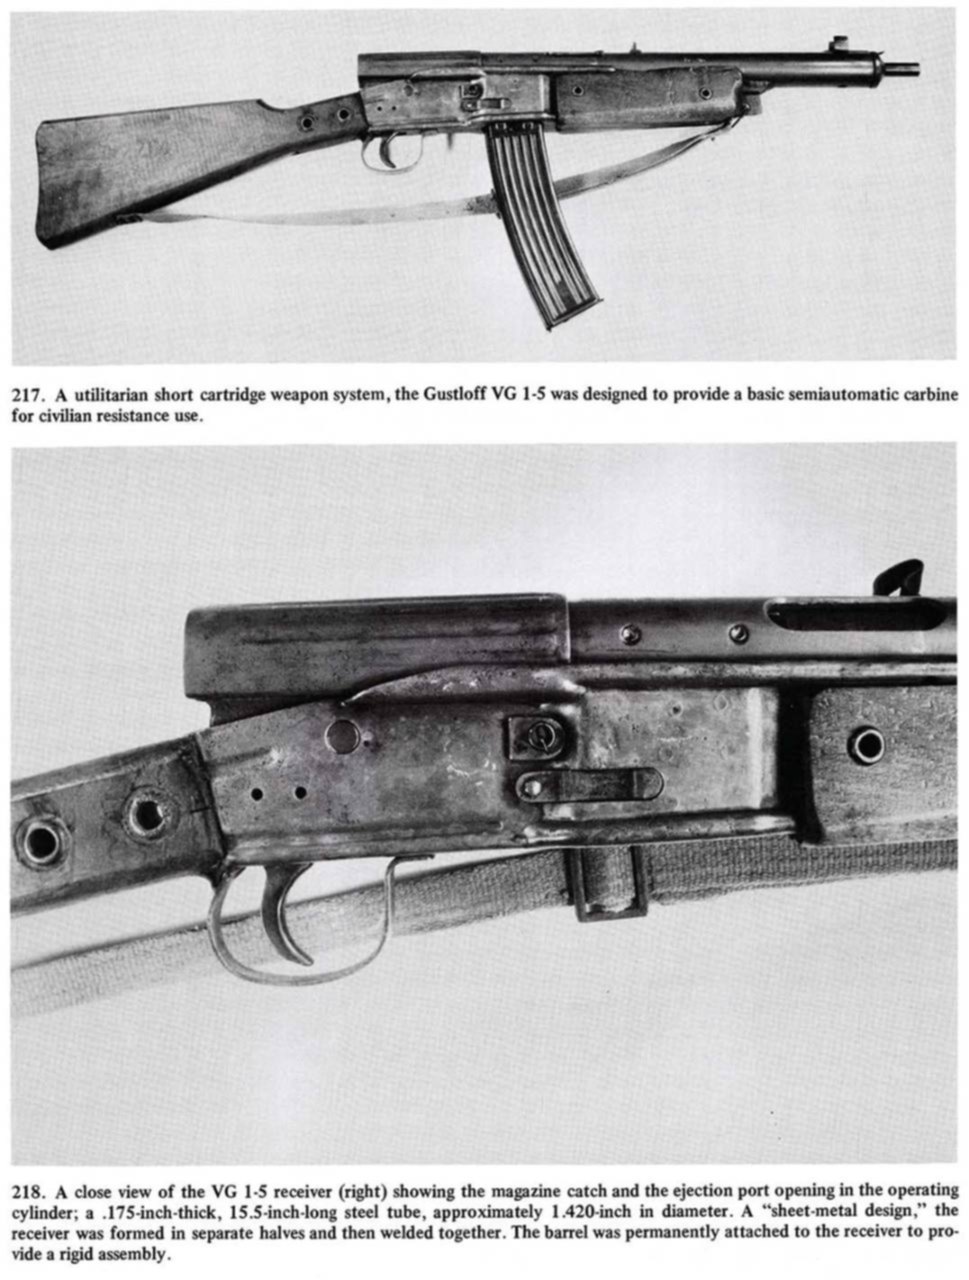 217. A utilitarian short cartridge weapon system, the Gustloff VG 1-5 was designed to provide a basic semiautomatic carbine
for civilian resistance use.
218. A close view of the VG 1-5 receiver (right) showing the magazine catch and the ejection port opening in the operating
cylinder; a .175-inch-thick, 15.5-inch-long steel tube, approximately 1.420-inch in diameter. A “sheet-metal design,” the
receiver was formed in separate halves and then welded together. The barrel was permanently attached to the receiver to pro-
vide a rigid assembly.